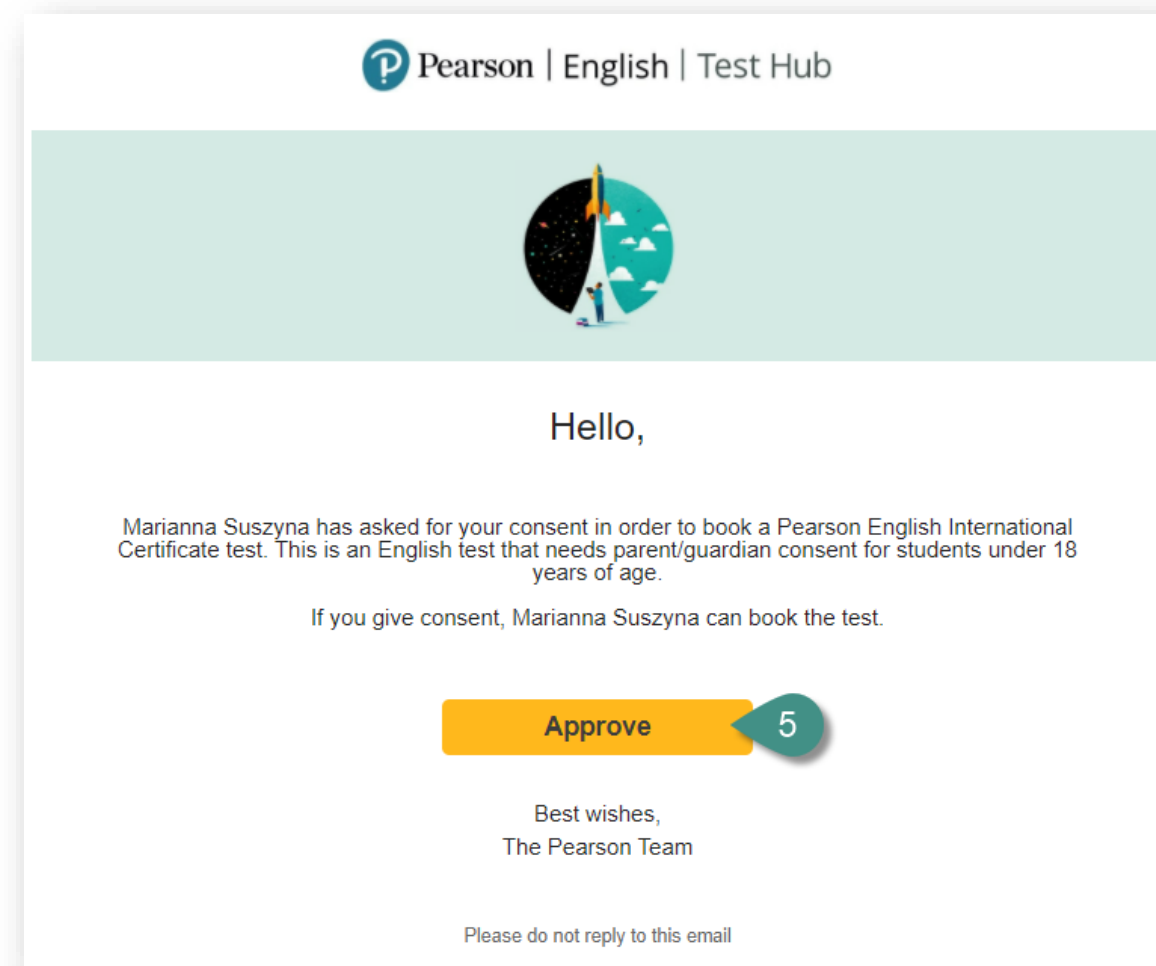 Pearson | English | Test Hub
Hello,
Marianna Suszyna has asked for your consent in order to book a Pearson English International
Certificate test. This is an English test that needs parent/guardian consent for students under 18
years of age.
If you give consent, Marianna Suszyna can book the test.
Approve 5
Best wishes,
The Pearson Team
Please do not reply to this email